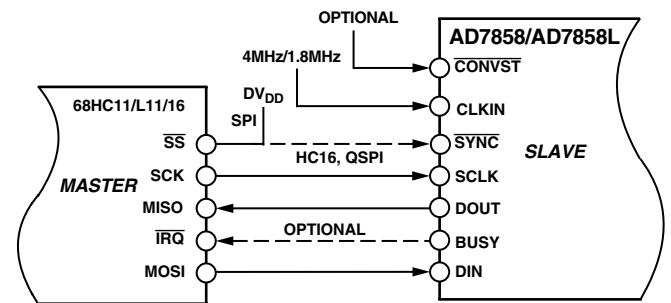 OPTIONAL
AD7858/AD7858L
4MHz/1.8MHz
CONVST
DVDD
68HC11/L11/16
SPI
CLKIN
SS
SYNC
HC16, QSPI
SLAVE
MASTER
SCK
SCLK
MISO
DOUT
OPTIONAL
IRQ
BUSY
MOSI
DIN